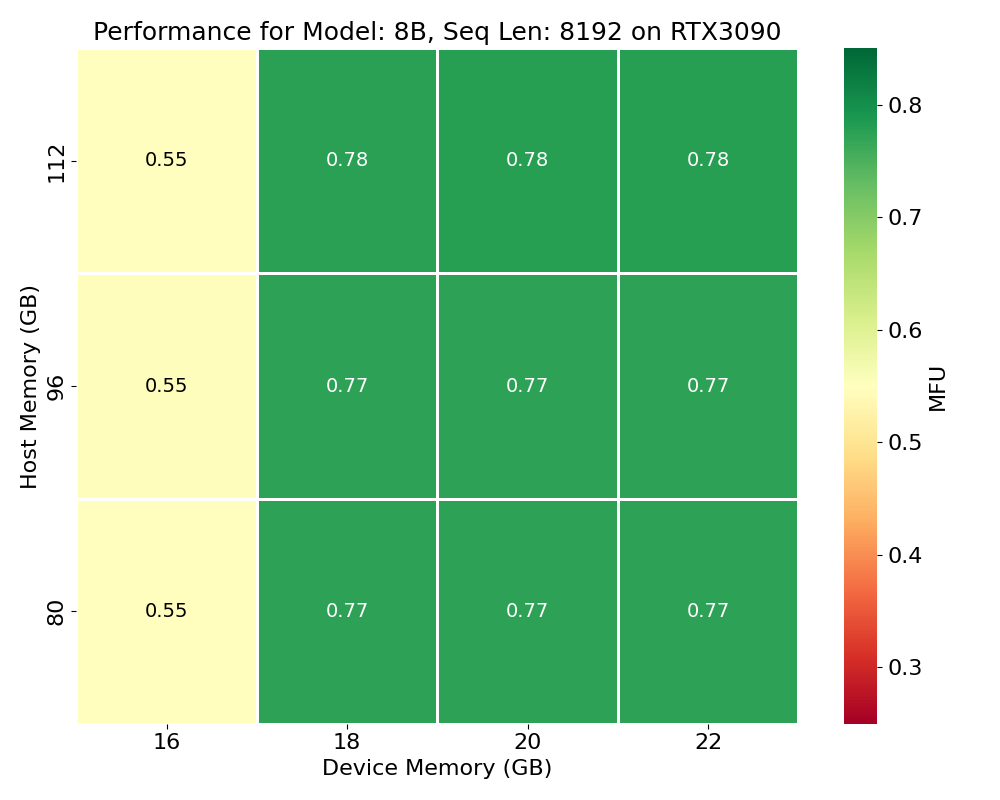 Performance for Model: 8B, Seq Len: 8192 on RTX3090
Host Memory (GB)
112
0.55 0.78 0.78 0.78
96
0.55 0.77 0.77 0.77
80
0.55 0.77 0.77 0.77
16 18 20 22
Device Memory (GB)
0.8
0.7
0.6
0.5
0.4
0.3
MFU